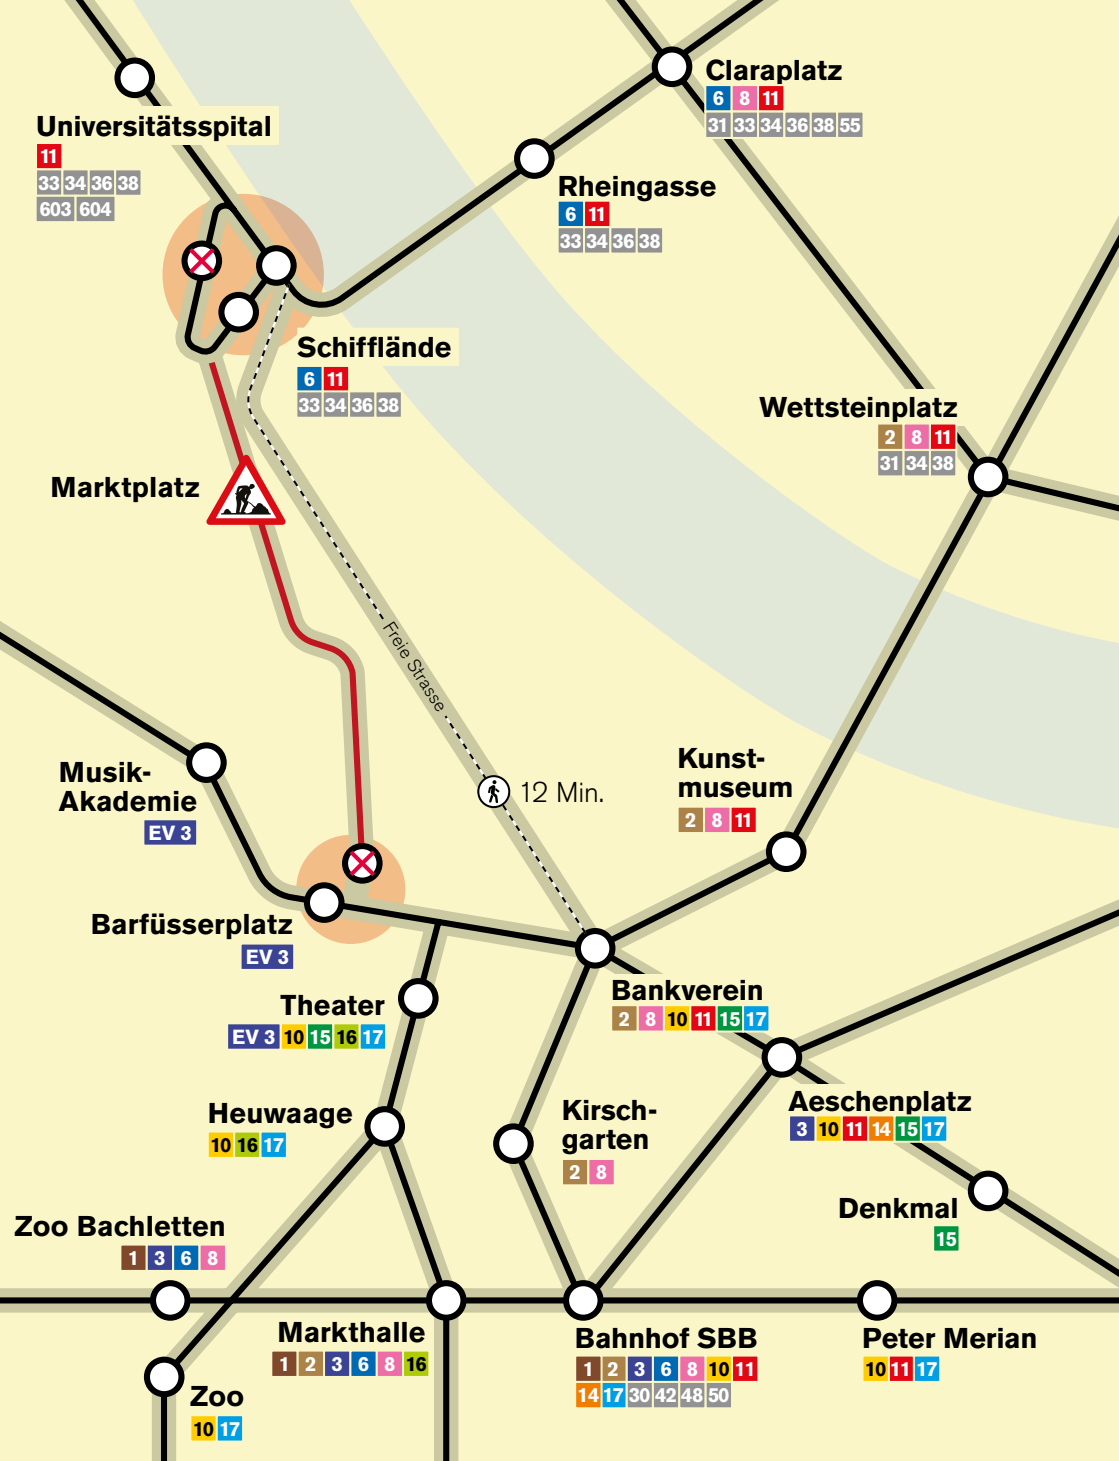 Claraplatz
6 8 11
31 33 34 36 38 55
Universitätsspital
11
33 34 36 38
603 604
Rheingasse
6 11
33 34 36 38
Schifflände
6 11
33 34 36 38
Wettsteinplatz
2 8 11
31 34 38
Marktplatz
Freie Strasse
12 Min.
Musik-
Akademie
EV 3
Kunst-
museum
2 8 11
Barfüsserplatz
EV 3
Bankverein
2 8 10 11 15 17
Theater
EV 3 10 15 16 17
Aeschenplatz
3 10 11 14 15 17
Heuwaage
10 16 17
Kirsch-
garten
2 8
Denkmal
15
Zoo Bachletten
1 3 6 8
Markthalle
1 2 3 6 8 16
Bahnhof SBB
1 2 3 6 8 10 11
14 17 30 42 48 50
Peter Merian
10 11 17
Zoo
10 17